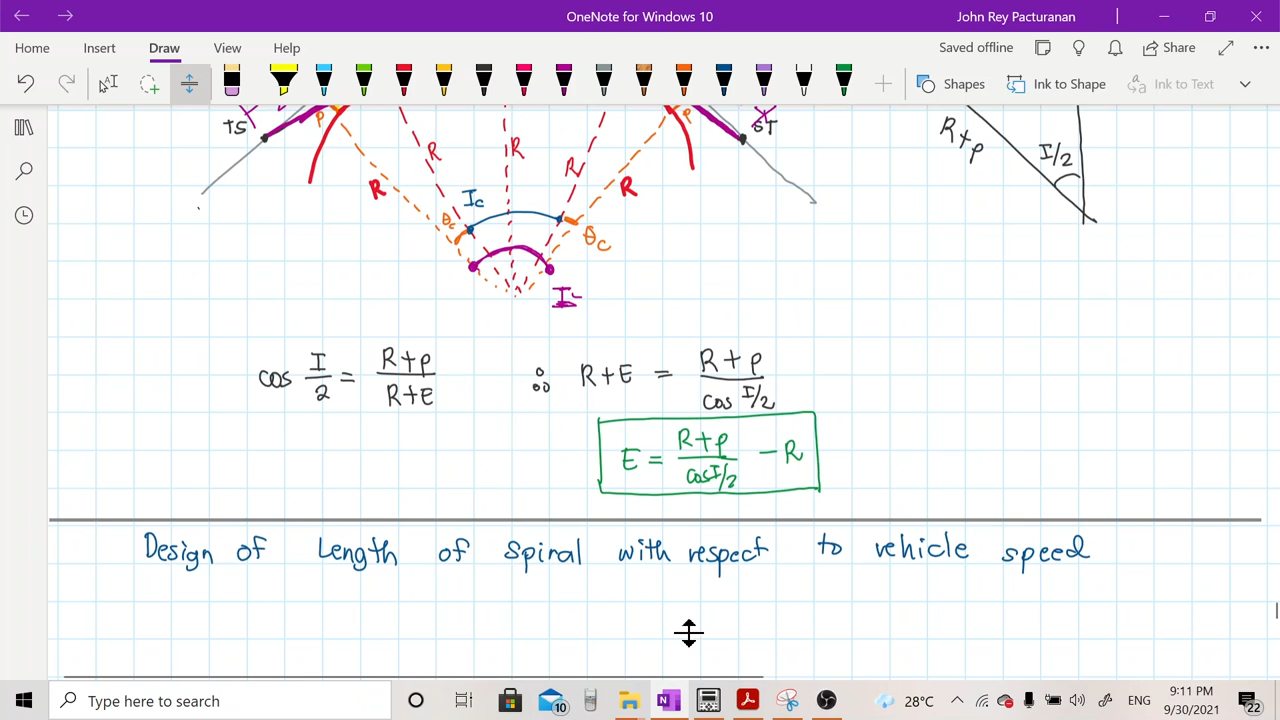 OneNote for Windows 10
John Rey Pacturanan
Home Insert Draw View Help
Saved offline
Share
Shapes
Ink to Shape
Ink to Text
TS
P
R
R
R
R
R
P
ST
R+p
I/2
Ic
θc
θc
I
cos I/2 = R+p / R+E
∴ R+E = R+p / cos I/2
E = R+p / cos I/2 - R
Design of Length of Spiral with respect to vehicle speed
Type here to search
10
28°C
ENG
9:11 PM
9/30/2021
22